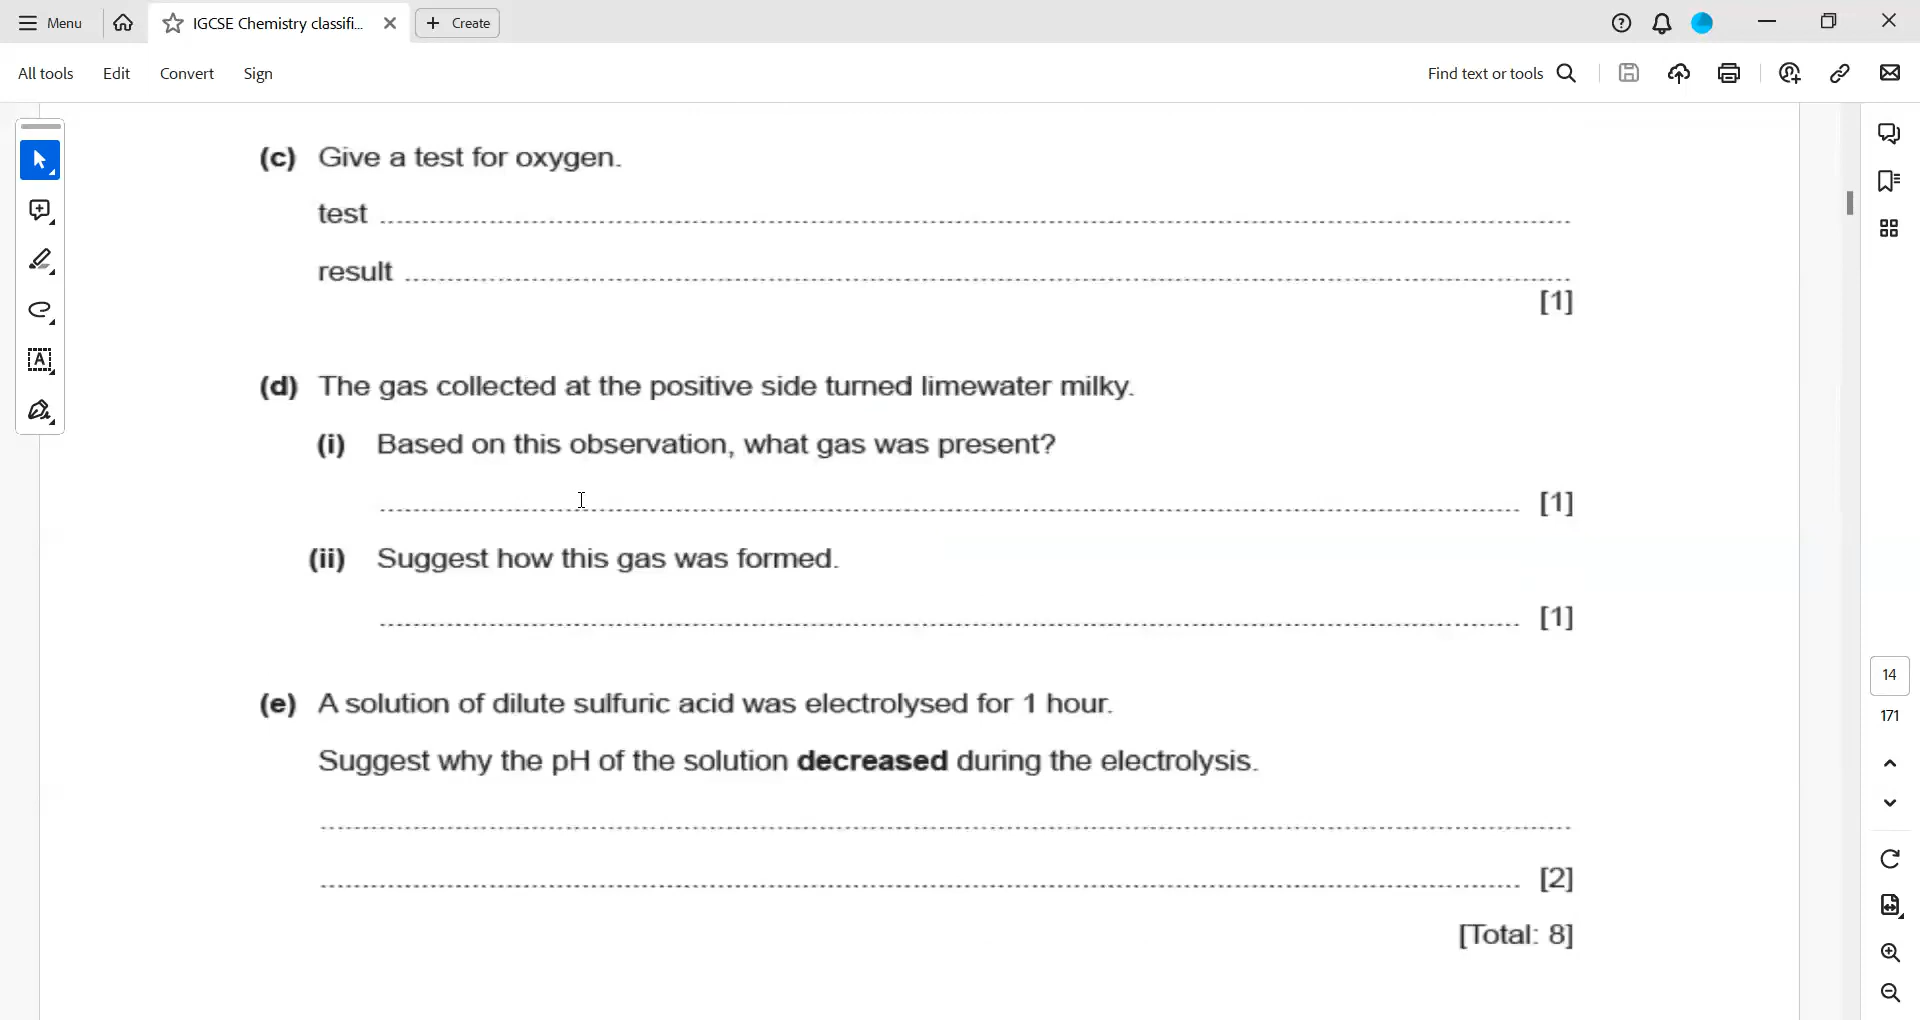 Menu
IGCSE Chemistry classifi...
+ Create
All tools
Edit
Convert
Sign
Find text or tools
(c) Give a test for oxygen.
test ........................................
result ........................................
[1]
(d) The gas collected at the positive side turned limewater milky.
(i) Based on this observation, what gas was present?
........................................ [1]
(ii) Suggest how this gas was formed.
........................................ [1]
(e) A solution of dilute sulfuric acid was electrolysed for 1 hour.
Suggest why the pH of the solution decreased during the electrolysis.
........................................
........................................ [2]
[Total: 8]
14
171